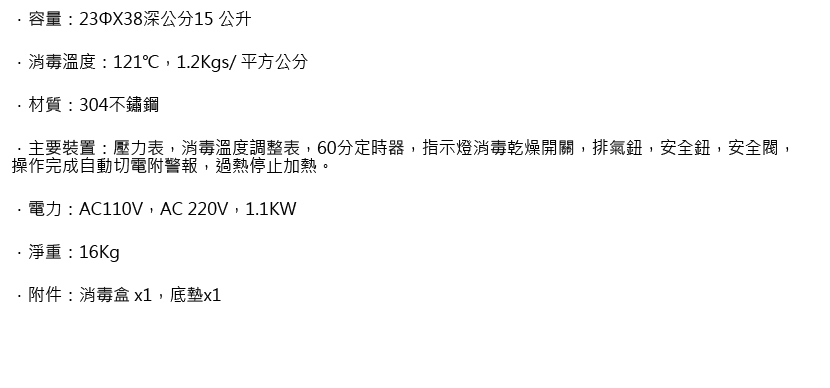 ．容量：23ΦX38深公分15 公升
．消毒溫度：121℃，1.2Kgs/ 平方公分
．材質：304不鏽鋼
．主要裝置：壓力表，消毒溫度調整表，60分定時器，指示燈消毒乾燥開關，排氣鈕，安全鈕，安全閥，
操作完成自動切電附警報，過熱停止加熱。
．電力：AC110V，AC 220V，1.1KW
．淨重：16Kg
．附件：消毒盒 x1，底墊x1